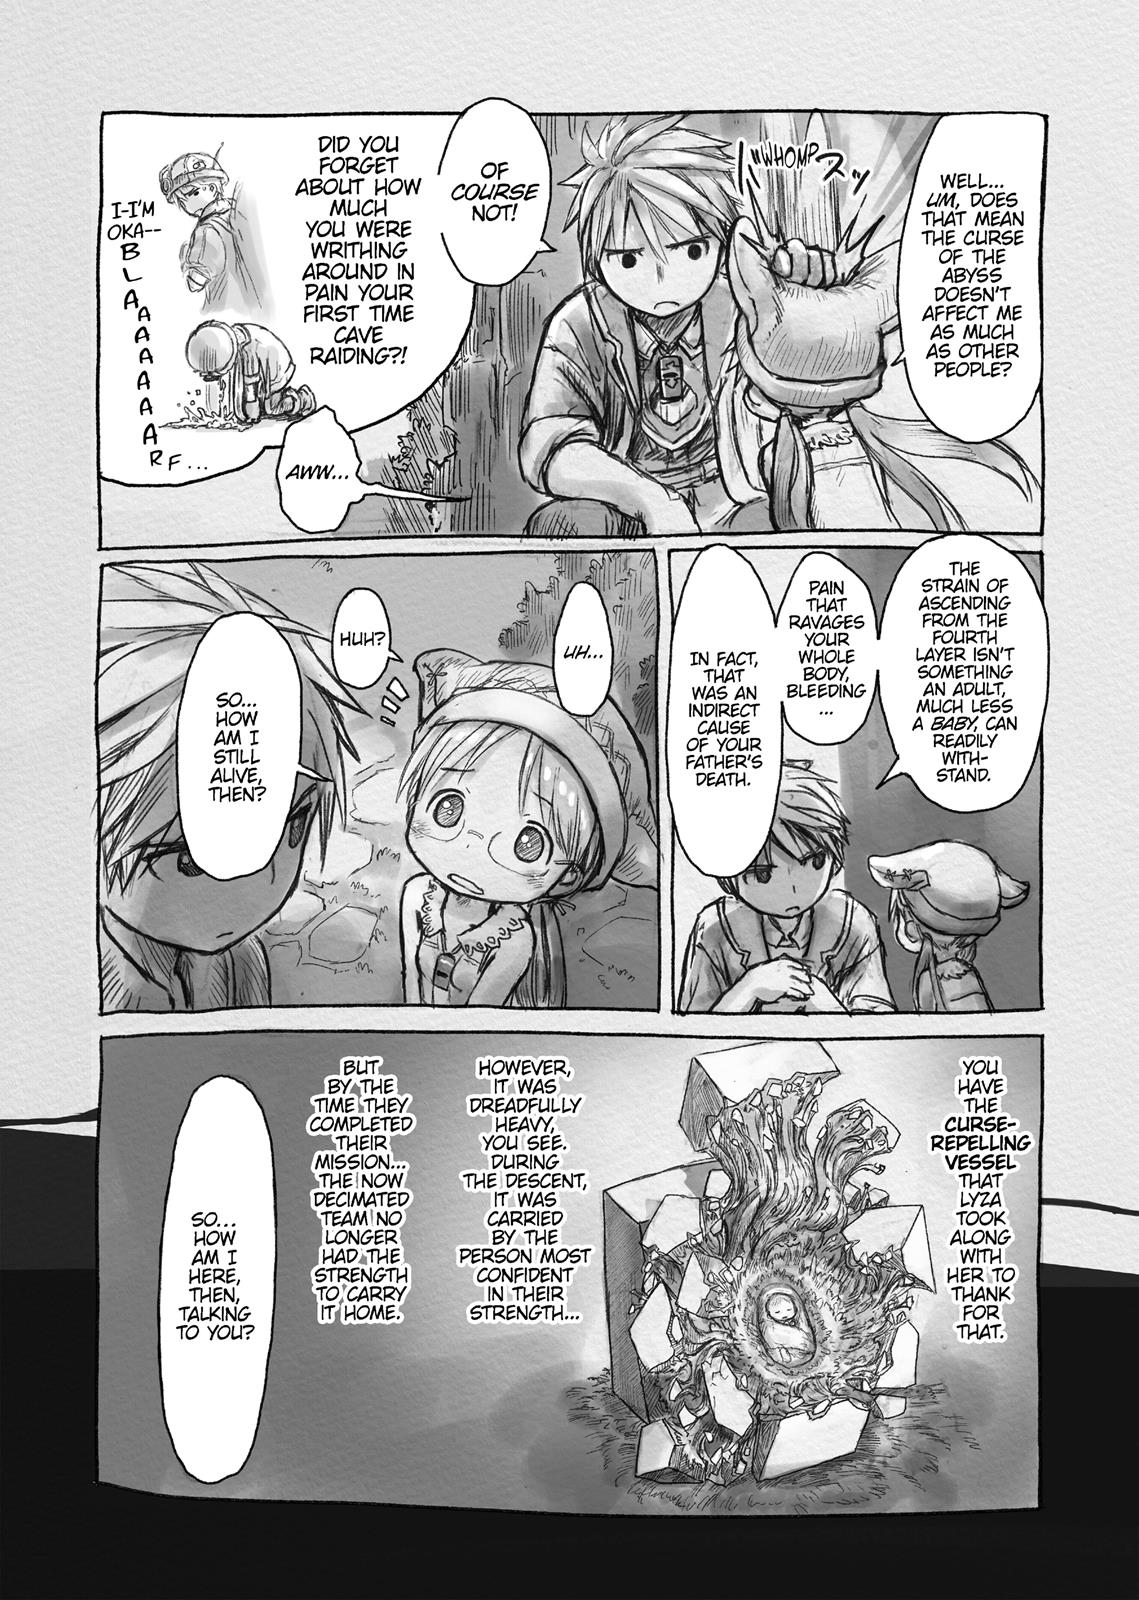 WELL...
UM, DOES
THAT MEAN
THE CURSE
OF THE
ABYSS
DOESN'T
AFFECT ME
AS MUCH
AS OTHER
PEOPLE?
"WHOMP
スッ
OF
COURSE
NOT!
DID YOU
FORGET
ABOUT HOW
MUCH
YOU WERE
WRITHING
AROUND IN
PAIN YOUR
FIRST TIME
CAVE
RAIDING?!
I-I'M
OKA--
BLAAAAAAARF...
AWW...
THE
STRAIN OF
ASCENDING
FROM THE
FOURTH
LAYER ISN'T
SOMETHING
AN ADULT,
MUCH LESS
A BABY, CAN
READILY
WITH-
STAND.
PAIN
THAT
RAVAGES
YOUR
WHOLE
BODY,
BLEEDING
...
IN FACT,
THAT
WAS AN
INDIRECT
CAUSE
OF YOUR
FATHER'S
DEATH.
UH...
HUH?
SO...
HOW
AM I
STILL
ALIVE,
THEN?
YOU
HAVE
THE
CURSE-
REPELLING
VESSEL
THAT
LYZA
TOOK
ALONG
WITH
HER TO
THANK
FOR
THAT.
HOWEVER,
IT WAS
DREADFULLY
HEAVY,
YOU SEE.
DURING
THE DESCENT,
IT WAS
CARRIED
BY THE
PERSON MOST
CONFIDENT
IN THEIR
STRENGTH...
BUT
BY THE
TIME THEY
COMPLETED
THEIR
MISSION...
THE NOW
DECIMATED
TEAM NO
LONGER
HAD THE
STRENGTH
TO CARRY
IT HOME.
SO...
HOW
AM I
HERE,
THEN,
TALKING
TO YOU?